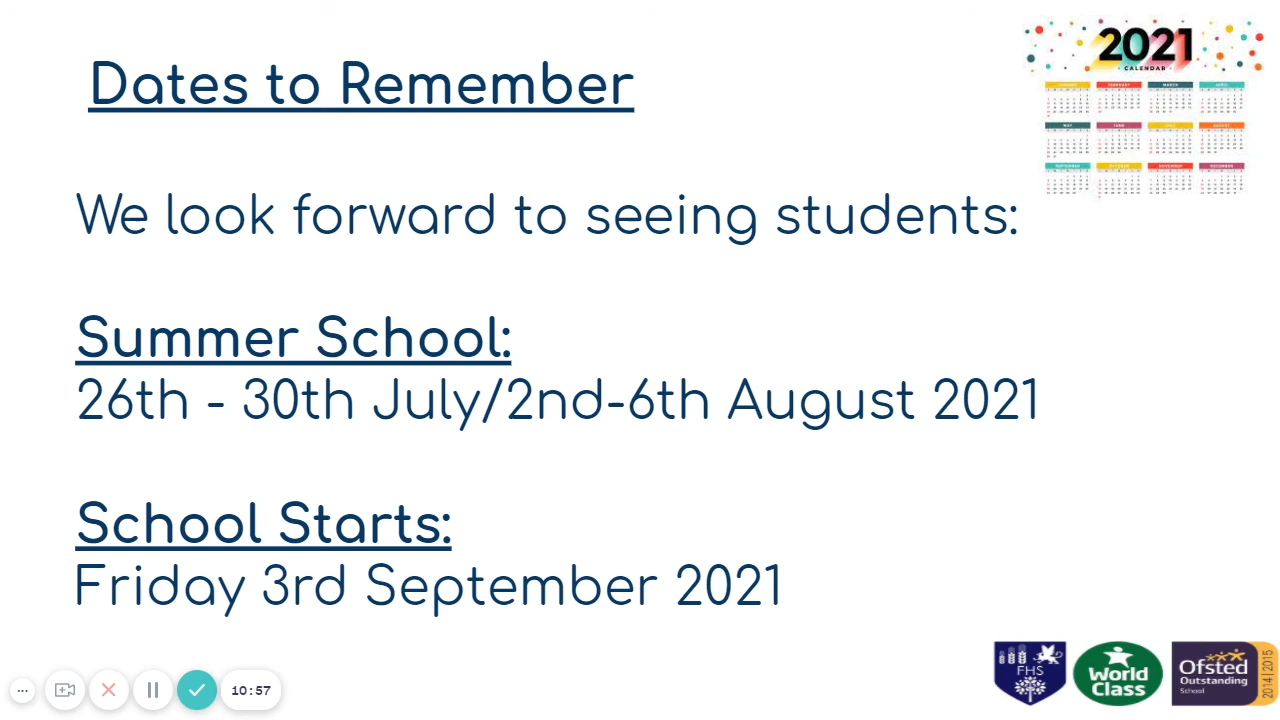 Dates to Remember
2021
CALENDAR
We look forward to seeing students:
Summer School:
26th - 30th July/2nd-6th August 2021
School Starts:
Friday 3rd September 2021
10:57
FHS
World
Class
Ofsted
Outstanding
School
2014|2015